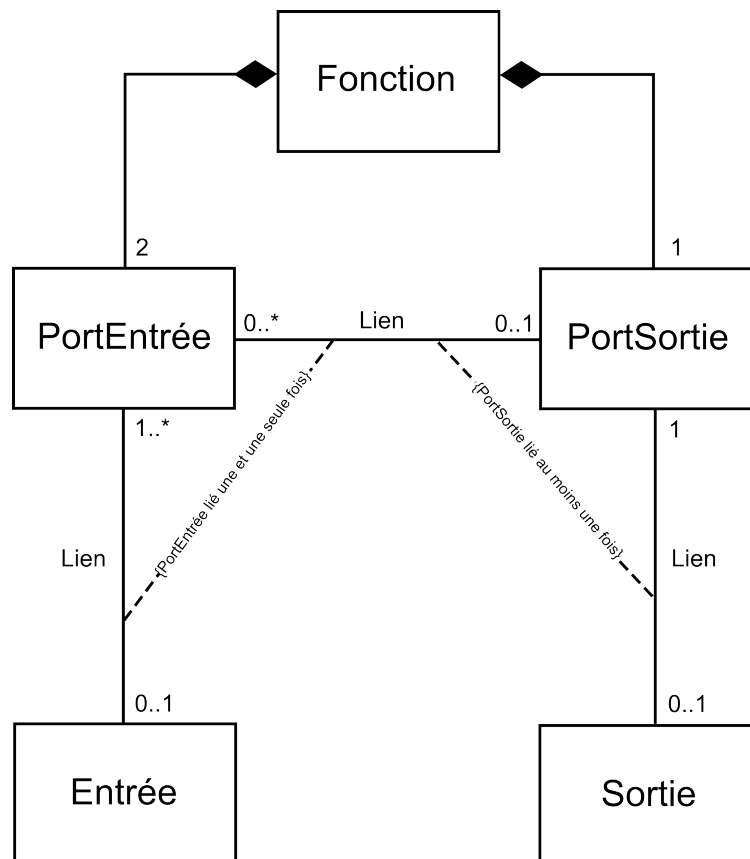 Fonction
2
1
PortEntrée
0..*
Lien
0..1
PortSortie
1..*
{PortEntrée lié une et une seule fois}
{PortSortie lié au moins une fois}
1
Lien
Lien
0..1
0..1
Entrée
Sortie